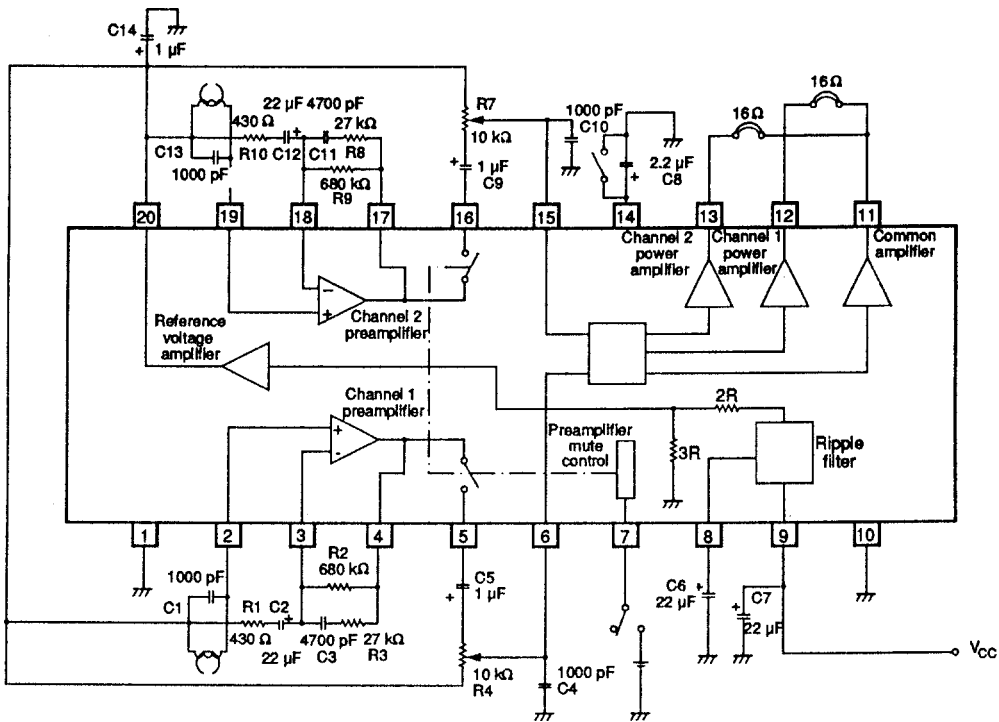 C14
+
1 µF
22 µF 4700 pF
430 Ω
27 kΩ
C13
R10
C12
+
C11
R8
1000 pF
680 kΩ
R9
R7
10 kΩ
+
1 µF
C9
1000 pF
C10
2.2 µF
+
C8
16Ω
16Ω
20
19
18
17
16
15
14
13
12
11
Channel 2
power
amplifier
Channel 1
power
amplifier
Common
amplifier
−
+
Channel 2
preamplifier
Reference
voltage
amplifier
Channel 1
preamplifier
+
-
Preamplifier
mute
control
2R
3R
Ripple
filter
1
2
3
4
5
6
7
8
9
10
1000 pF
C1
R1
C2
+
430 Ω
22 µF
R2
680 kΩ
4700 pF
C3
27 kΩ
R3
C5
+
1 µF
10 kΩ
R4
1000 pF
C4
C6
+
22 µF
C7
+
22 µF
VCC